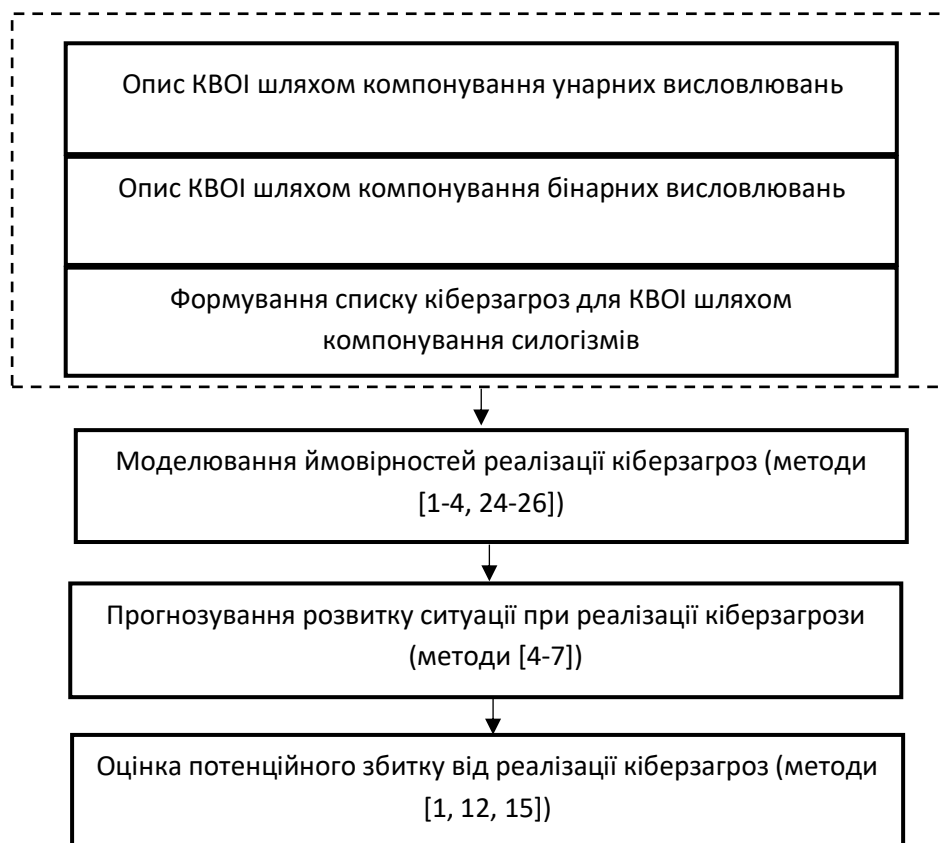 Опис КВОІ шляхом компонування унарних висловлювань
Опис КВОІ шляхом компонування бінарних висловлювань
Формування списку кіберзагроз для КВОІ шляхом
компонування силогізмів
Моделювання ймовірностей реалізації кіберзагроз (методи
[1-4, 24-26])
Прогнозування розвитку ситуації при реалізації кіберзагрози
(методи [4-7])
Оцінка потенційного збитку від реалізації кіберзагроз (методи
[1, 12, 15])